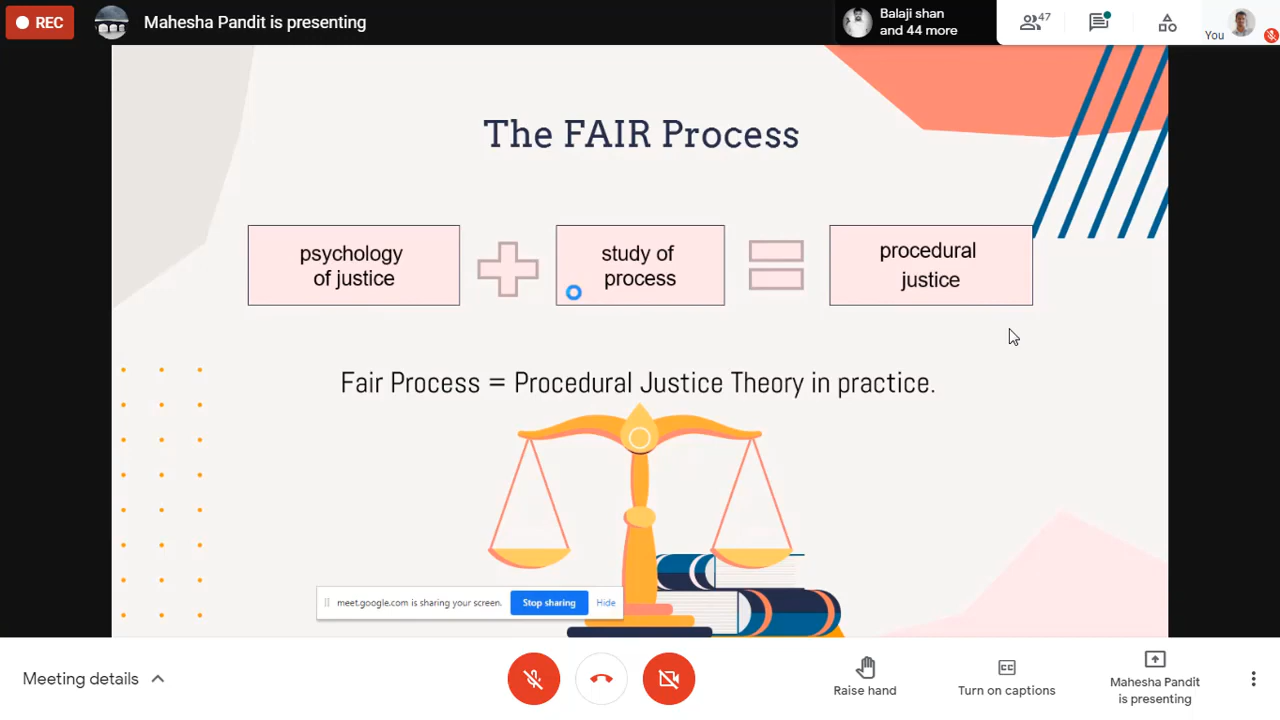 REC
Mahesha Pandit is presenting
Balaji shan
and 44 more
47
You
The FAIR Process
psychology
of justice
study of
process
procedural
justice
Fair Process = Procedural Justice Theory in practice.
meet.google.com is sharing your screen.
Stop sharing
Hide
Meeting details
Raise hand
CC
Turn on captions
Mahesha Pandit
is presenting